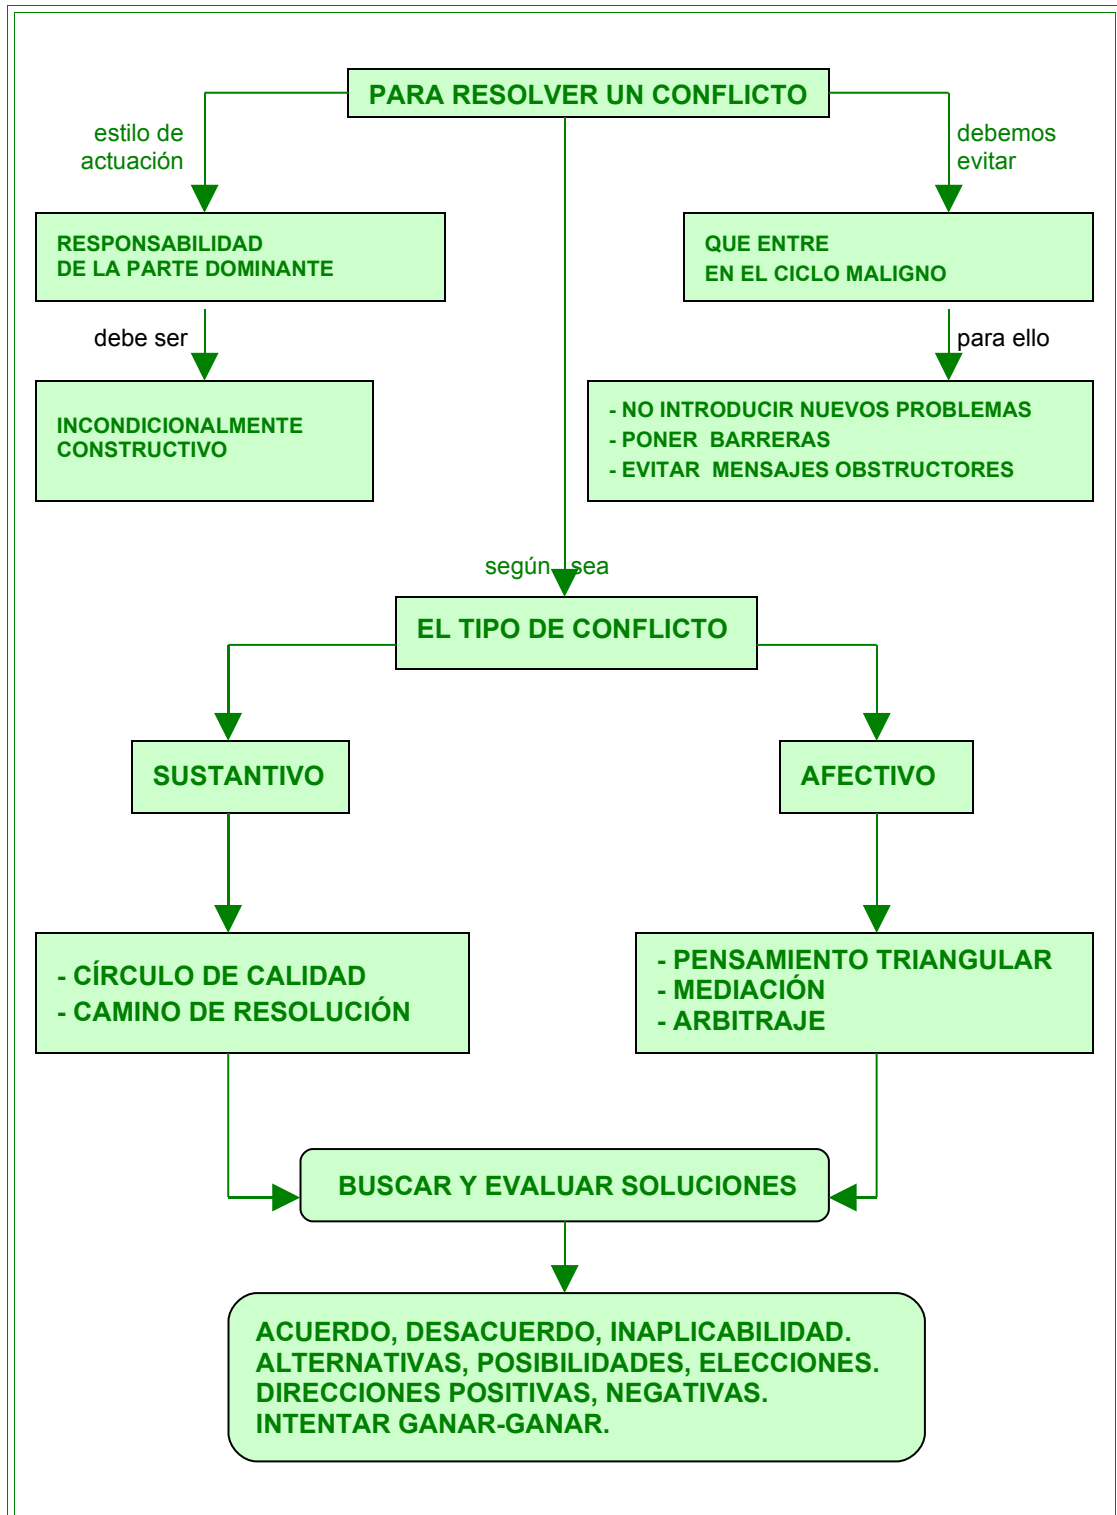 PARA RESOLVER UN CONFLICTO
estilo de
actuación
debemos
evitar
RESPONSABILIDAD
DE LA PARTE DOMINANTE
QUE ENTRE
EN EL CICLO MALIGNO
debe ser
para ello
INCONDICIONALMENTE
CONSTRUCTIVO
- NO INTRODUCIR NUEVOS PROBLEMAS
- PONER BARRERAS
- EVITAR MENSAJES OBSTRUCTORES
según sea
EL TIPO DE CONFLICTO
SUSTANTIVO
AFECTIVO
- CÍRCULO DE CALIDAD
- CAMINO DE RESOLUCIÓN
- PENSAMIENTO TRIANGULAR
- MEDIACIÓN
- ARBITRAJE
BUSCAR Y EVALUAR SOLUCIONES
ACUERDO, DESACUERDO, INAPLICABILIDAD.
ALTERNATIVAS, POSIBILIDADES, ELECCIONES.
DIRECCIONES POSITIVAS, NEGATIVAS.
INTENTAR GANAR-GANAR.